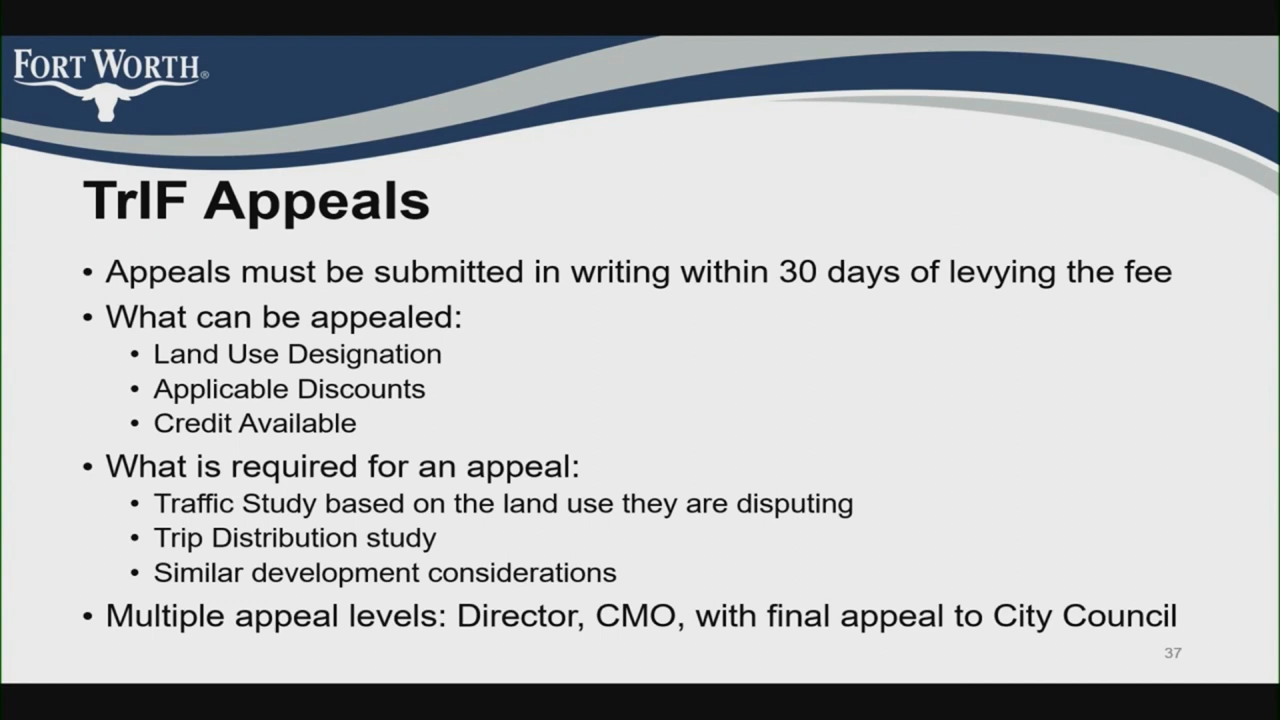 FORT WORTH®
TrIF Appeals
• Appeals must be submitted in writing within 30 days of levying the fee
• What can be appealed:
• Land Use Designation
• Applicable Discounts
• Credit Available
• What is required for an appeal:
• Traffic Study based on the land use they are disputing
• Trip Distribution study
• Similar development considerations
• Multiple appeal levels: Director, CMO, with final appeal to City Council
37